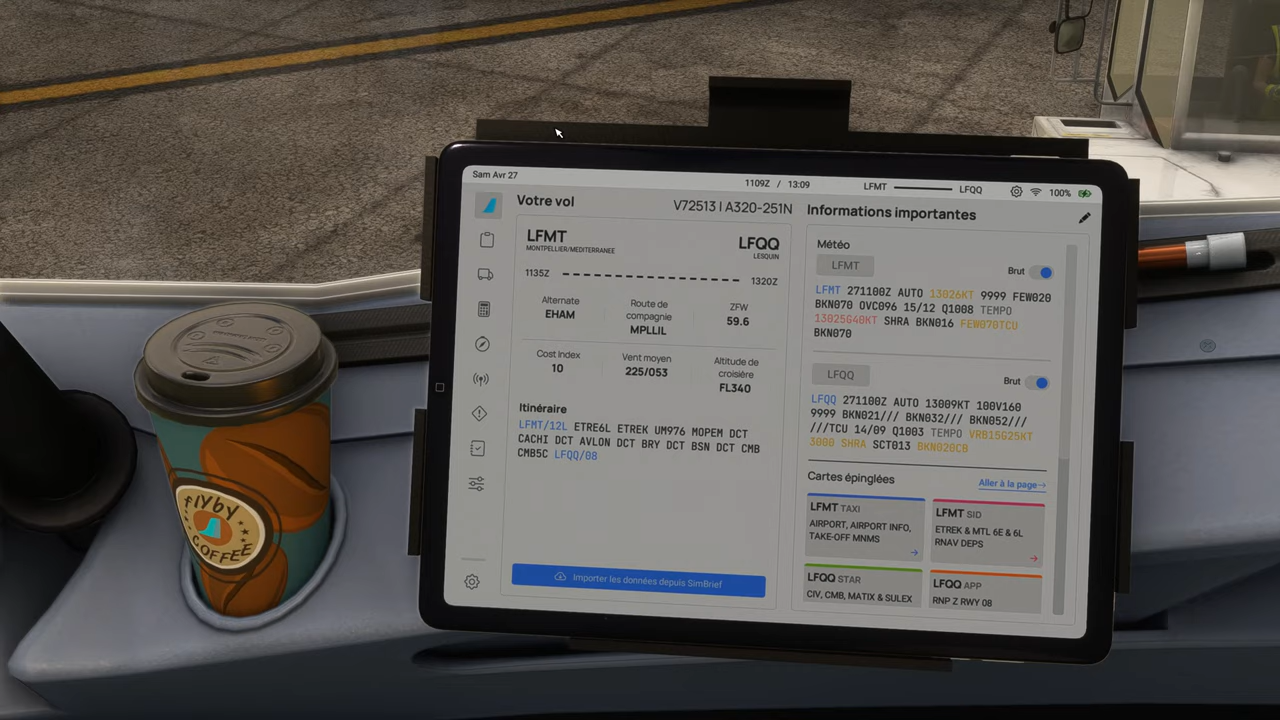 Sam Avr 27
1109Z / 13:09
LFMT LFQQ
100%
Votre vol
V72513 | A320-251N
LFMT
MONTPELLIER/MEDITERRANEE
LFQQ
LESQUIN
1135Z
1320Z
Alternate
EHAM
Route de
compagnie
MPLLIL
ZFW
59.6
Cost Index
10
Vent moyen
225/053
Altitude de
croisière
FL340
Itinéraire
LFMT/12L ETRE6L ETREK UM976 MOPEM DCT
CACHI DCT AVLON DCT BRY DCT BSN DCT CMB
CMB5C LFQQ/08
Importer les données depuis SimBrief
Informations importantes
Météo
LFMT
Brut
LFMT 271100Z AUTO 13026KT 9999 FEW020
BKN070 OVC096 15/12 Q1008 TEMPO
13025G40KT SHRA BKN016 FEW070TCU
BKN070
LFQQ
Brut
LFQQ 271100Z AUTO 13009KT 100V160
9999 BKN021/// BKN032/// BKN052///
///TCU 14/09 Q1003 TEMPO VRB15G25KT
3000 SHRA SCT013 BKN020CB
Cartes épinglées
Aller à la page
LFMT TAXI
AIRPORT, AIRPORT INFO,
TAKE-OFF MNMS
LFMT SID
ETREK & MTL 6E & 6L
RNAV DEPS
LFQQ STAR
CIV, CMB, MATIX & SULEX
LFQQ APP
RNP Z RWY 08
flyby
COFFEE